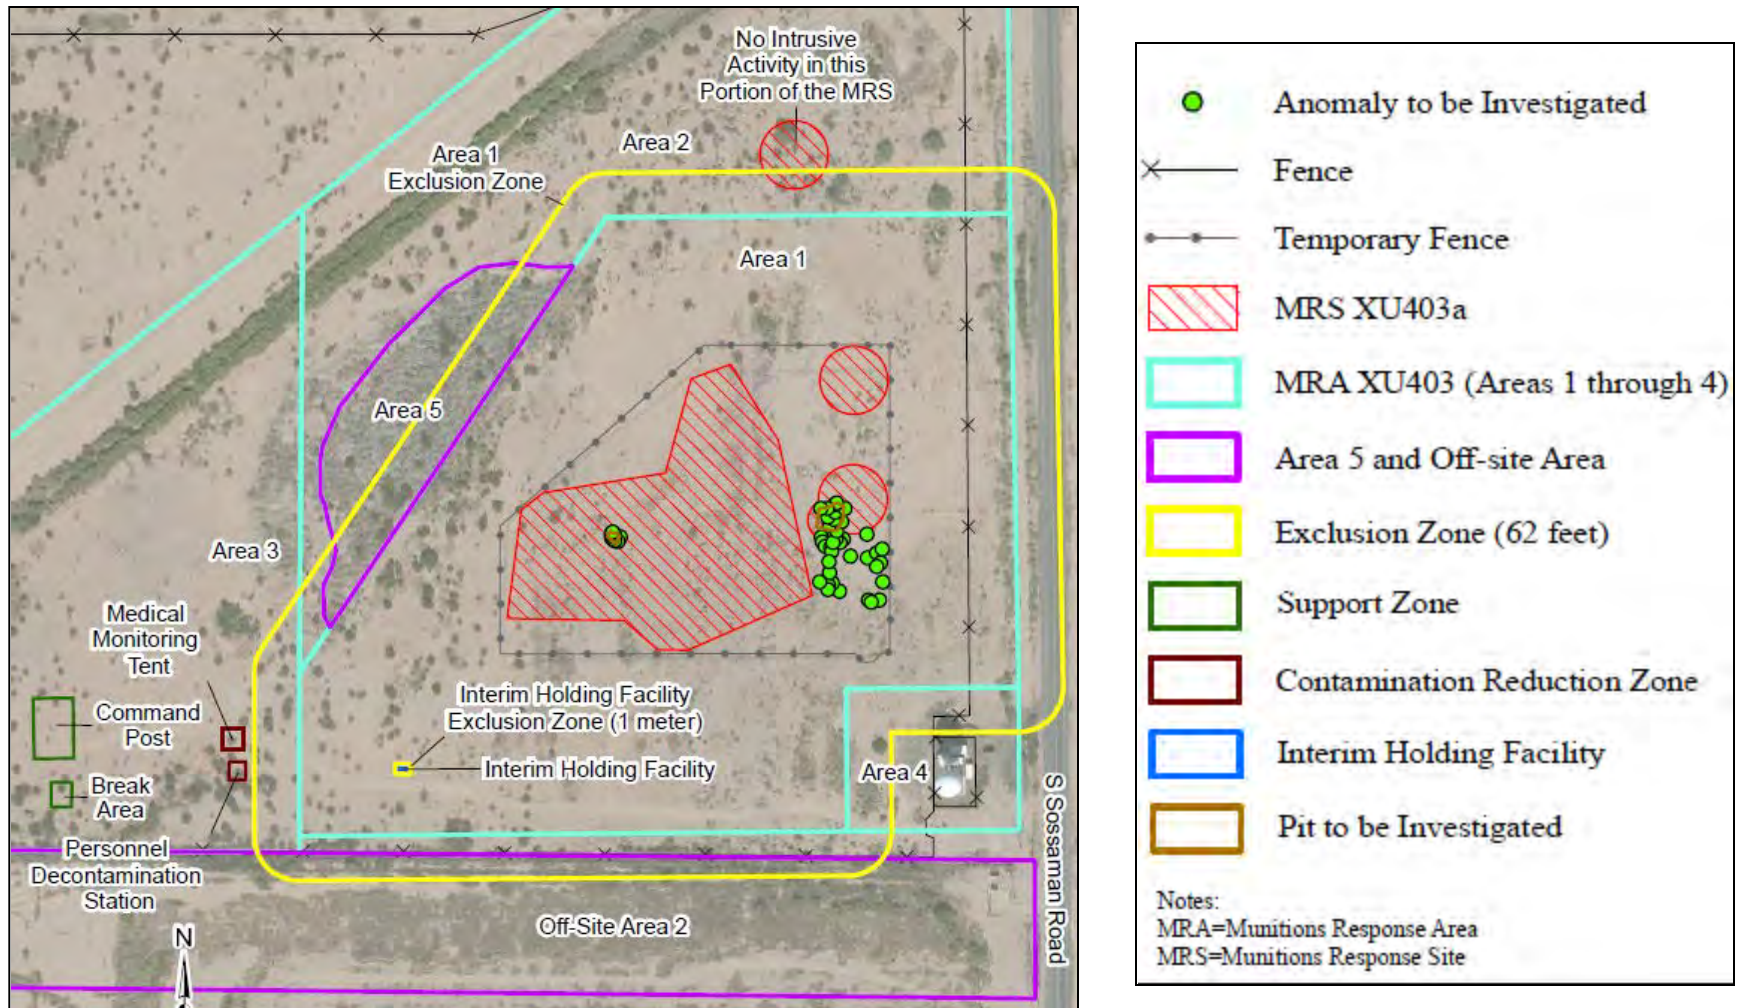 No Intrusive
Activity in this
Portion of the MRS
Area 2
Area 1
Exclusion Zone
Area 1
Area 5
Area 3
Medical
Monitoring
Tent
Command
Post
Break
Area
Personnel
Decontamination
Station
Interim Holding Facility
Exclusion Zone (1 meter)
Interim Holding Facility
Area 4
S Sossaman Road
Off-Site Area 2
N
Anomaly to be Investigated
Fence
Temporary Fence
MRS XU403a
MRA XU403 (Areas 1 through 4)
Area 5 and Off-site Area
Exclusion Zone (62 feet)
Support Zone
Contamination Reduction Zone
Interim Holding Facility
Pit to be Investigated
Notes:
MRA=Munitions Response Area
MRS=Munitions Response Site